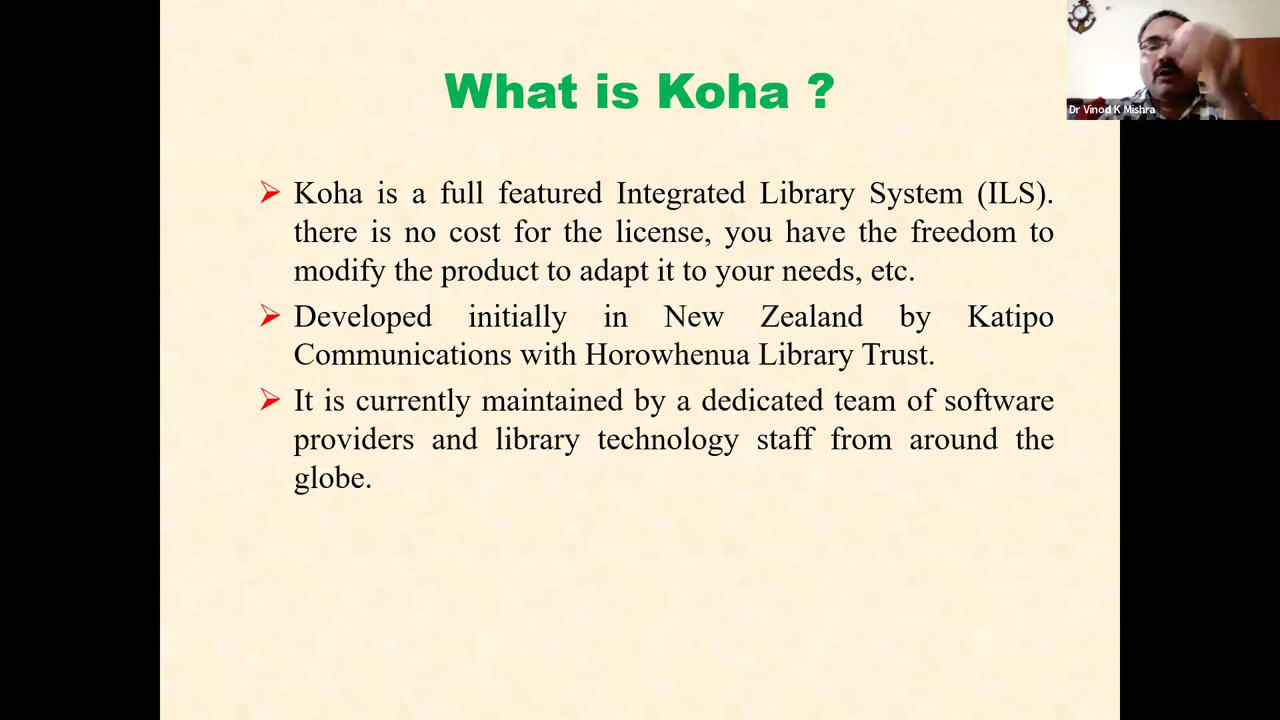 What is Koha ?
Dr Vinod K Mishra
Koha is a full featured Integrated Library System (ILS).
there is no cost for the license, you have the freedom to
modify the product to adapt it to your needs, etc.
Developed initially in New Zealand by Katipo
Communications with Horowhenua Library Trust.
It is currently maintained by a dedicated team of software
providers and library technology staff from around the
globe.